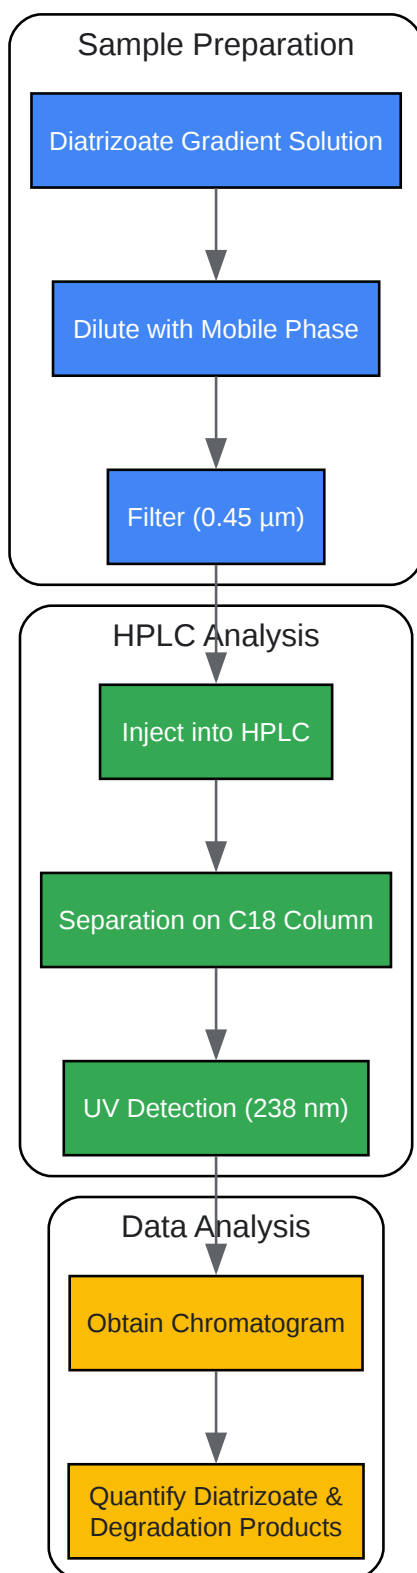 Sample Preparation
Diatrizoate Gradient Solution
Dilute with Mobile Phase
Filter (0.45 µm)
HPLC Analysis
Inject into HPLC
Separation on C18 Column
UV Detection (238 nm)
Data Analysis
Obtain Chromatogram
Quantify Diatrizoate &
Degradation Products